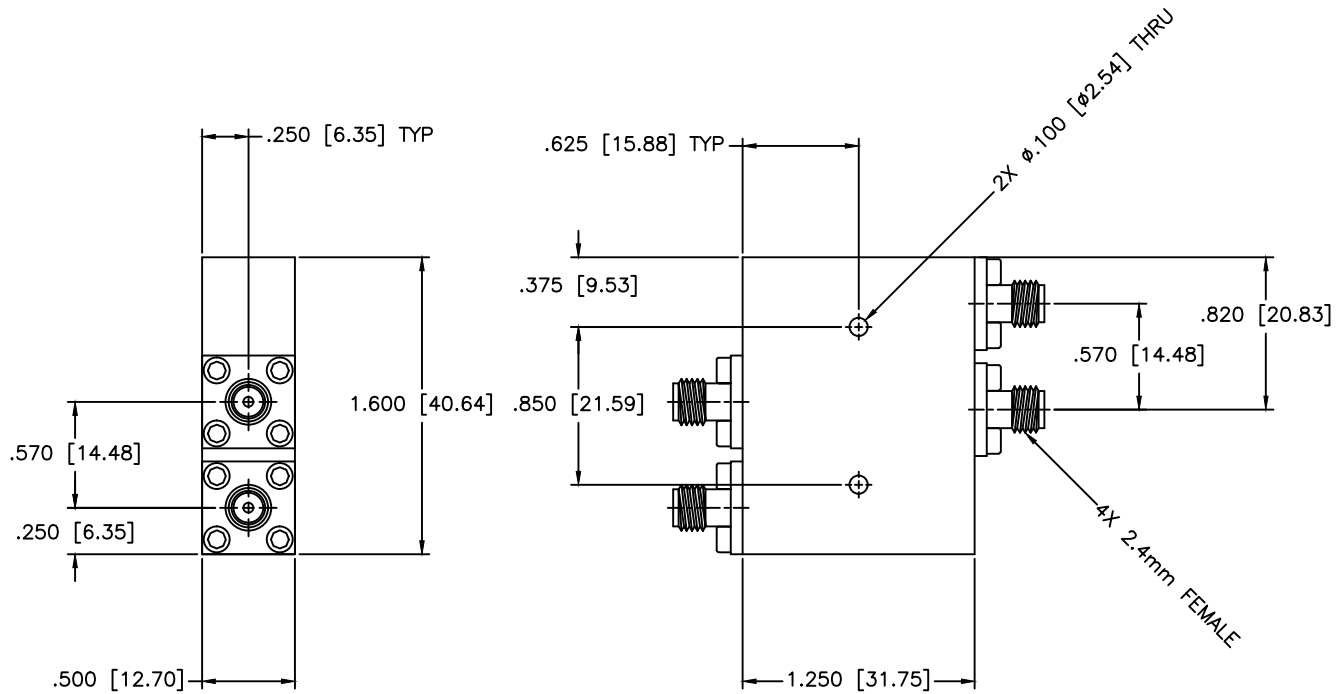 .250 [6.35] TYP
.570 [14.48]
.250 [6.35]
1.600 [40.64]
.500 [12.70]
.625 [15.88] TYP
2X ø.100 [ø2.54] THRU
.375 [9.53]
.850 [21.59]
.820 [20.83]
.570 [14.48]
4X 2.4mm FEMALE
1.250 [31.75]